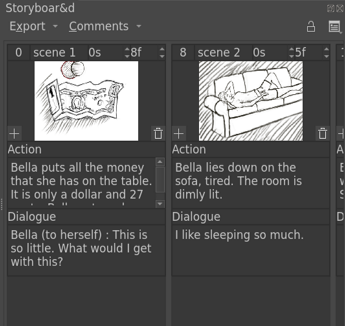 Storyboard&d
Export Comments
0 scene 1 0s 8f
8 scene 2 0s 5f
Action
Bella puts all the money
that she has on the table.
It is only a dollar and 27
Action
Bella lies down on the
sofa, tired. The room is
dimly lit.
Dialogue
Bella (to herself) : This is
so little. What would I get
with this?
Dialogue
I like sleeping so much.